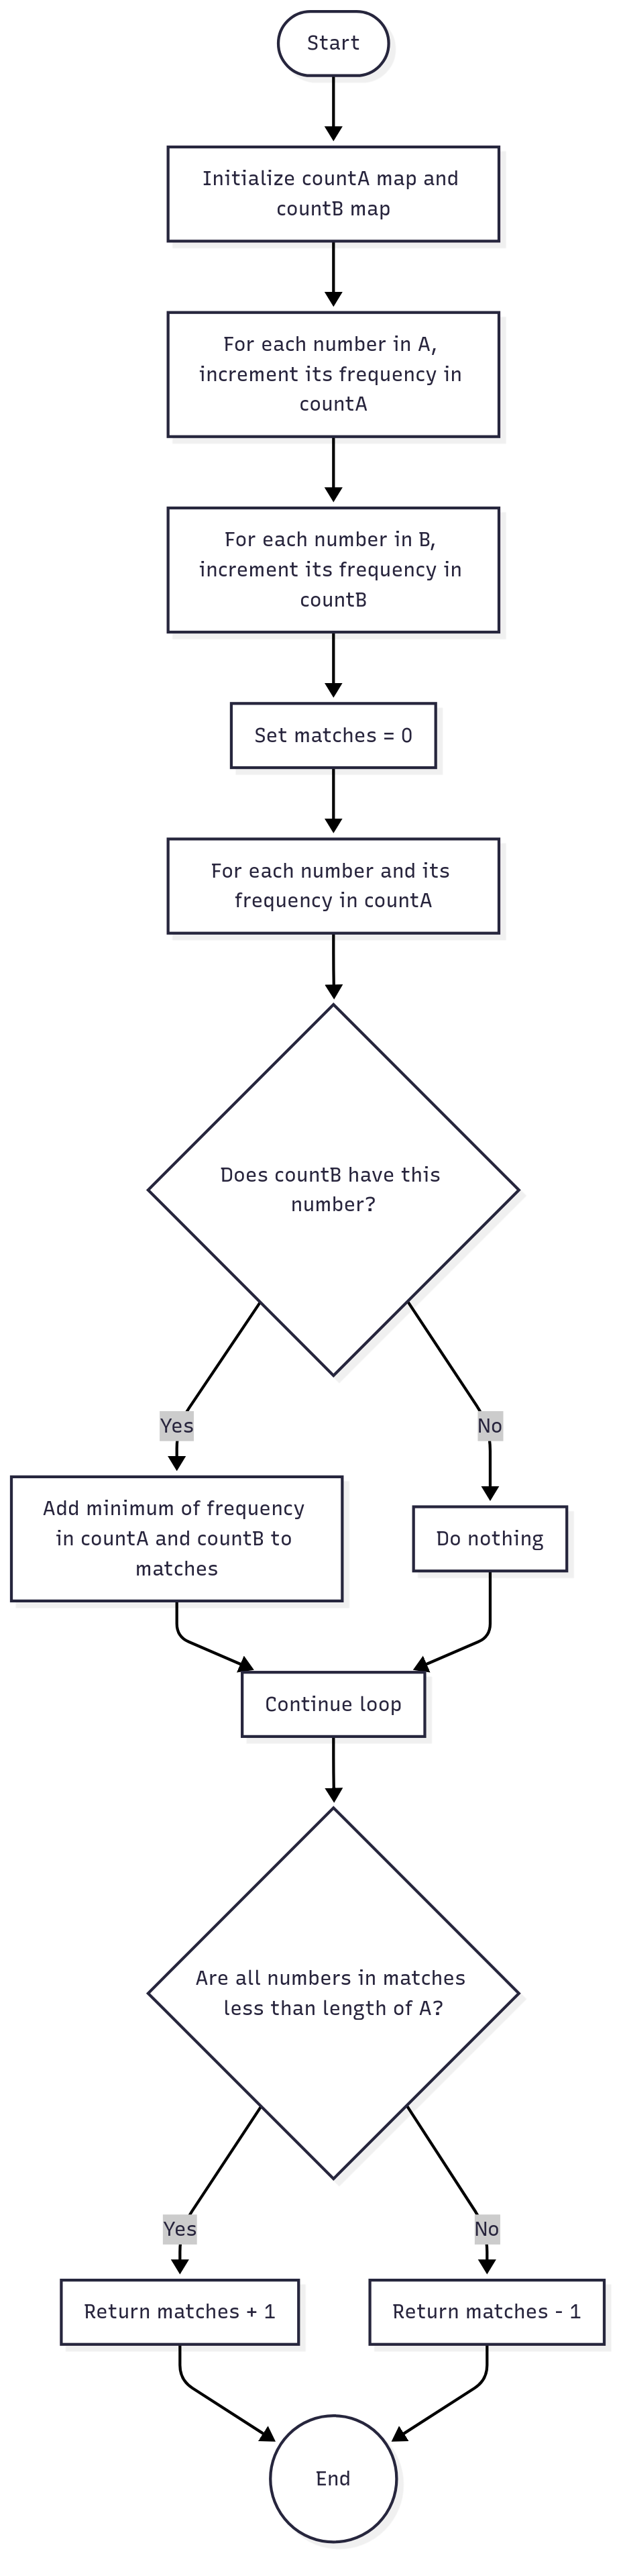 Start
Initialize countA map and
countB map
For each number in A,
increment its frequency in
countA
For each number in B,
increment its frequency in
countB
Set matches = 0
For each number and its
frequency in countA
Does countB have this
number?
Yes
No
Add minimum of frequency
in countA and countB to
matches
Do nothing
Continue loop
Are all numbers in matches
less than length of A?
Yes
No
Return matches + 1
Return matches - 1
End